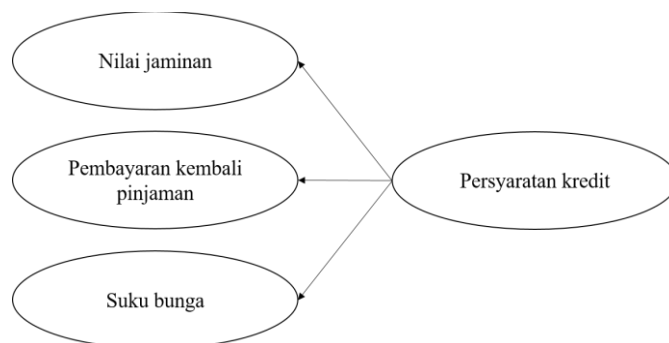 Nilai jaminan
Pembayaran kembali
pinjaman
Persyaratan kredit
Suku bunga